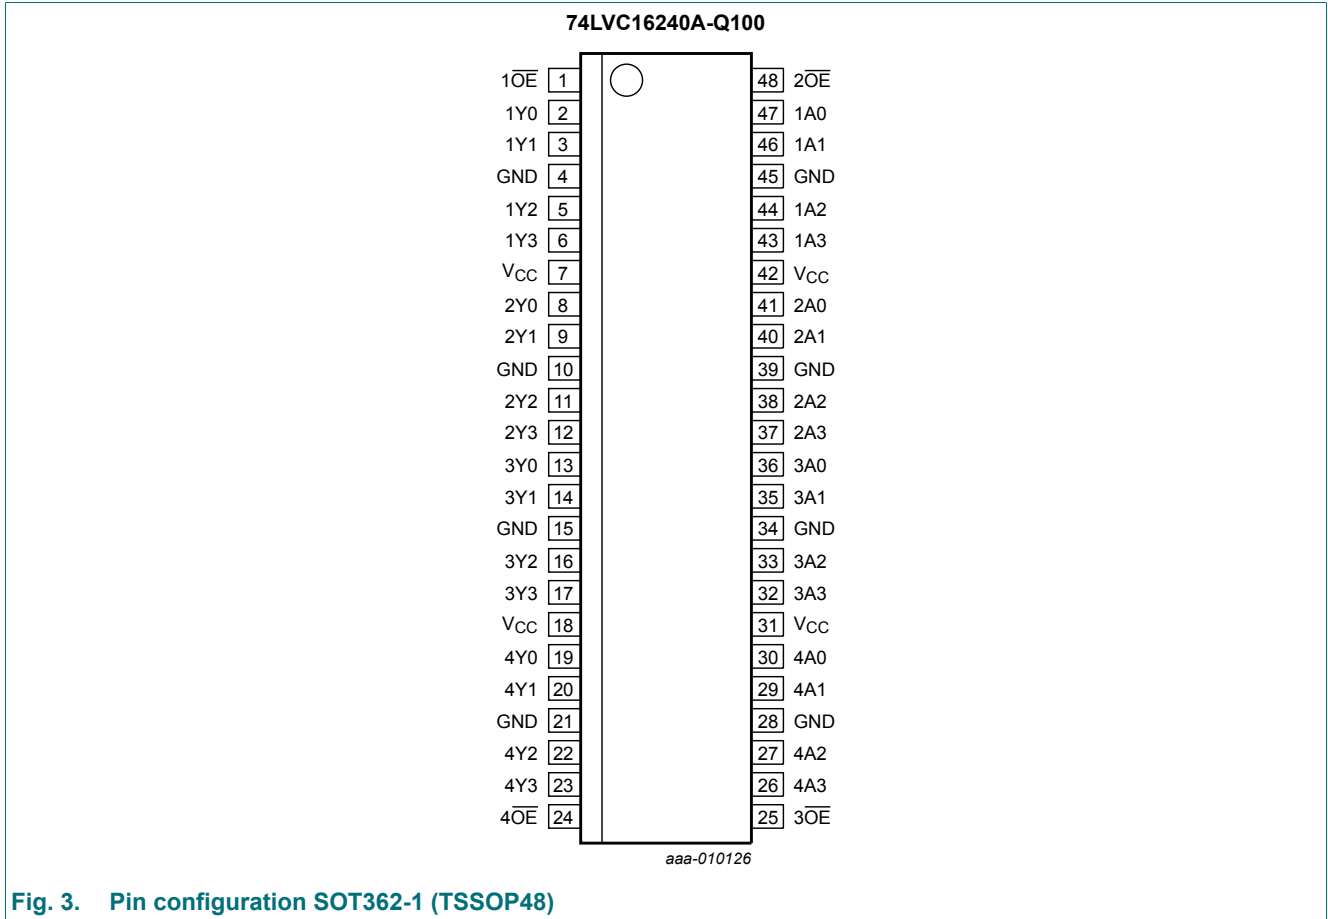 74LVC16240A-Q100
1O̅E̅ 1 48 2O̅E̅
1Y0 2 47 1A0
1Y1 3 46 1A1
GND 4 45 GND
1Y2 5 44 1A2
1Y3 6 43 1A3
VCC 7 42 VCC
2Y0 8 41 2A0
2Y1 9 40 2A1
GND 10 39 GND
2Y2 11 38 2A2
2Y3 12 37 2A3
3Y0 13 36 3A0
3Y1 14 35 3A1
GND 15 34 GND
3Y2 16 33 3A2
3Y3 17 32 3A3
VCC 18 31 VCC
4Y0 19 30 4A0
4Y1 20 29 4A1
GND 21 28 GND
4Y2 22 27 4A2
4Y3 23 26 4A3
4O̅E̅ 24 25 3O̅E̅
aaa-010126
Fig. 3. Pin configuration SOT362-1 (TSSOP48)